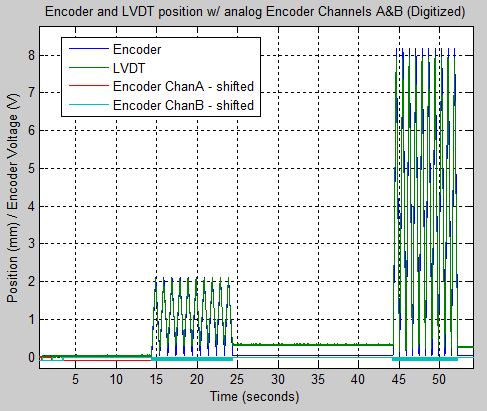 Encoder and LVDT position w/ analog Encoder Channels A&B (Digitized)
Encoder
LVDT
Encoder ChanA - shifted
Encoder ChanB - shifted
Position (mm) / Encoder Voltage (V)
8
7
6
5
4
3
2
1
0
5 10 15 20 25 30 35 40 45 50
Time (seconds)